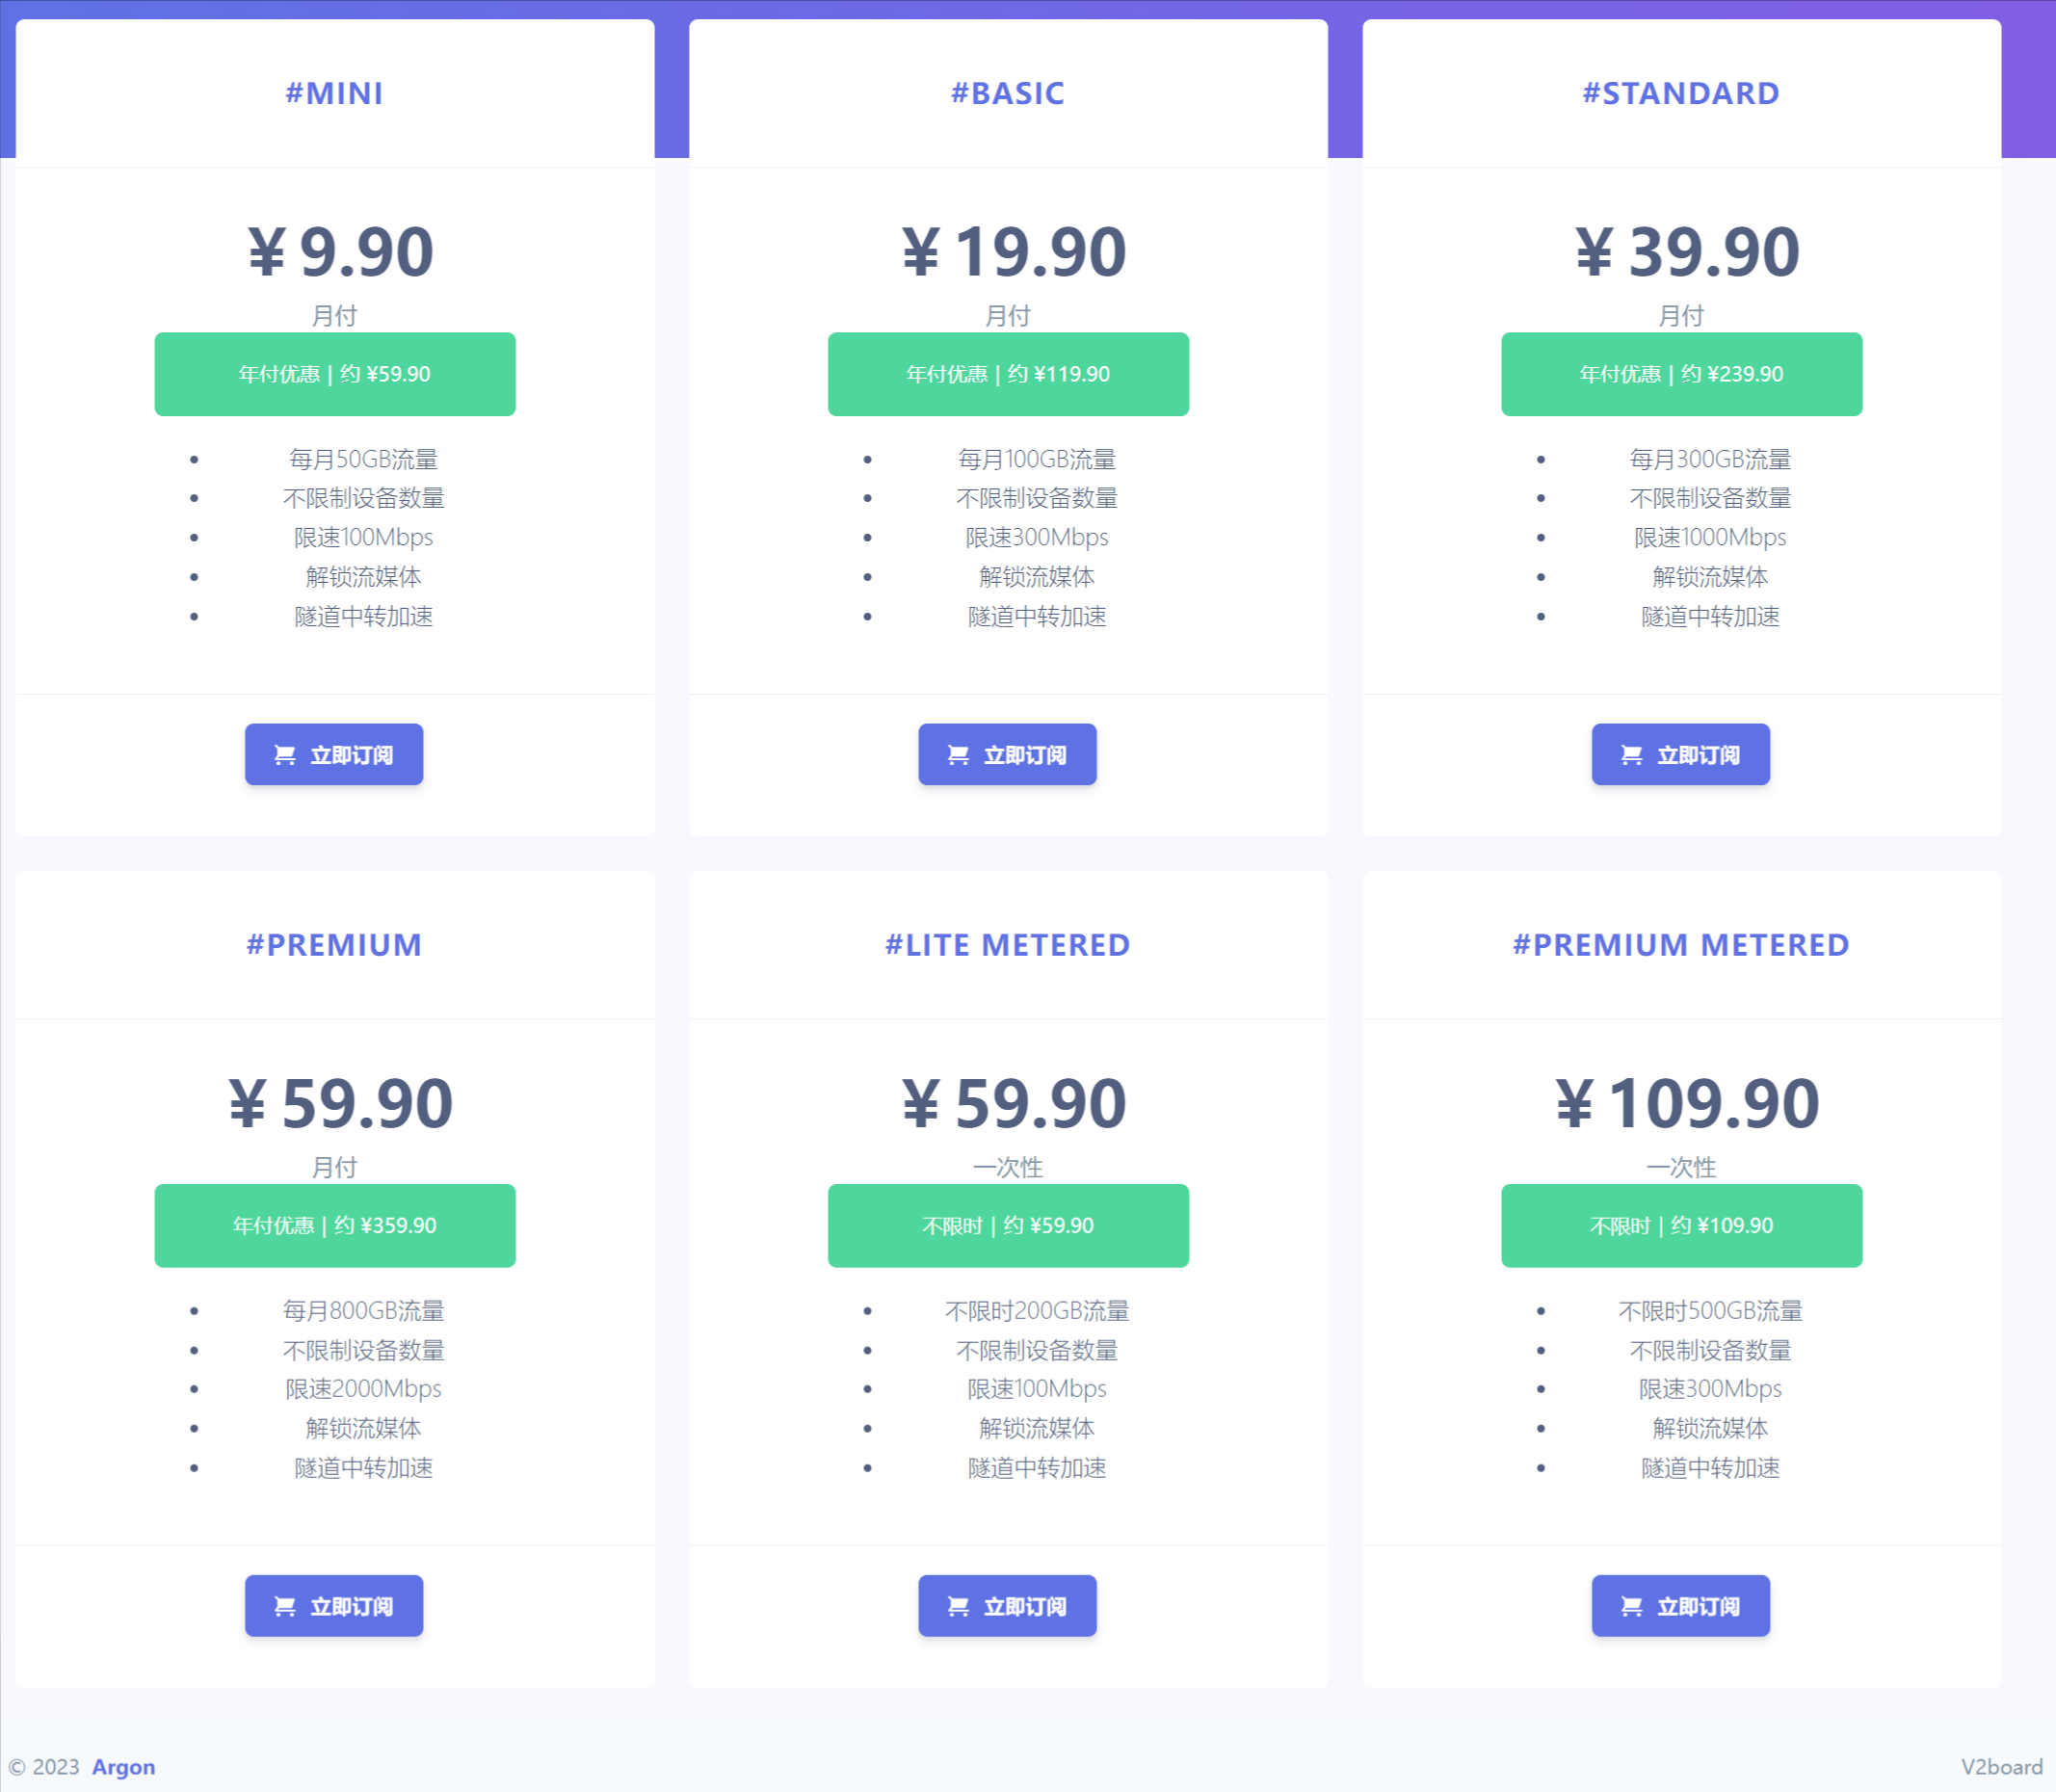 #MINI
¥ 9.90
月付
年付优惠 | 约 ¥59.90
每月50GB流量
不限制设备数量
限速100Mbps
解锁流媒体
隧道中转加速
立即订阅
#BASIC
¥ 19.90
月付
年付优惠 | 约 ¥119.90
每月100GB流量
不限制设备数量
限速300Mbps
解锁流媒体
隧道中转加速
立即订阅
#STANDARD
¥ 39.90
月付
年付优惠 | 约 ¥239.90
每月300GB流量
不限制设备数量
限速1000Mbps
解锁流媒体
隧道中转加速
立即订阅
#PREMIUM
¥ 59.90
月付
年付优惠 | 约 ¥359.90
每月800GB流量
不限制设备数量
限速2000Mbps
解锁流媒体
隧道中转加速
立即订阅
#LITE METERED
¥ 59.90
一次性
不限时 | 约 ¥59.90
不限时200GB流量
不限制设备数量
限速100Mbps
解锁流媒体
隧道中转加速
立即订阅
#PREMIUM METERED
¥ 109.90
一次性
不限时 | 约 ¥109.90
不限时500GB流量
不限制设备数量
限速300Mbps
解锁流媒体
隧道中转加速
立即订阅
© 2023 Argon
V2board